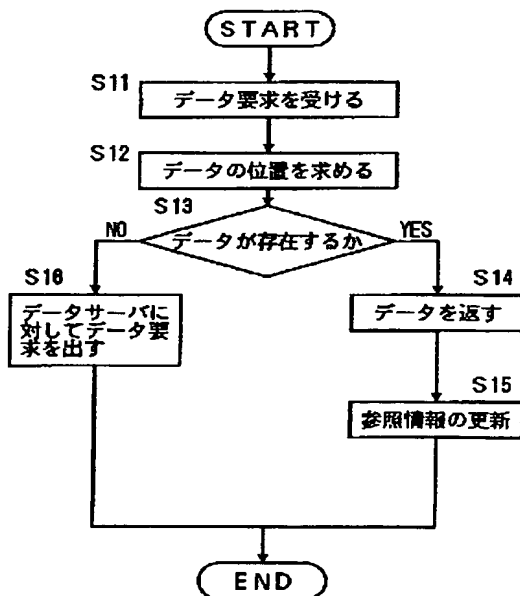 START
S11
データ要求を受ける
S12
データの位置を求める
S13
データが存在するか
NO
YES
S16
データサーバに
対してデータ要
求を出す
S14
データを返す
S15
参照情報の更新
END